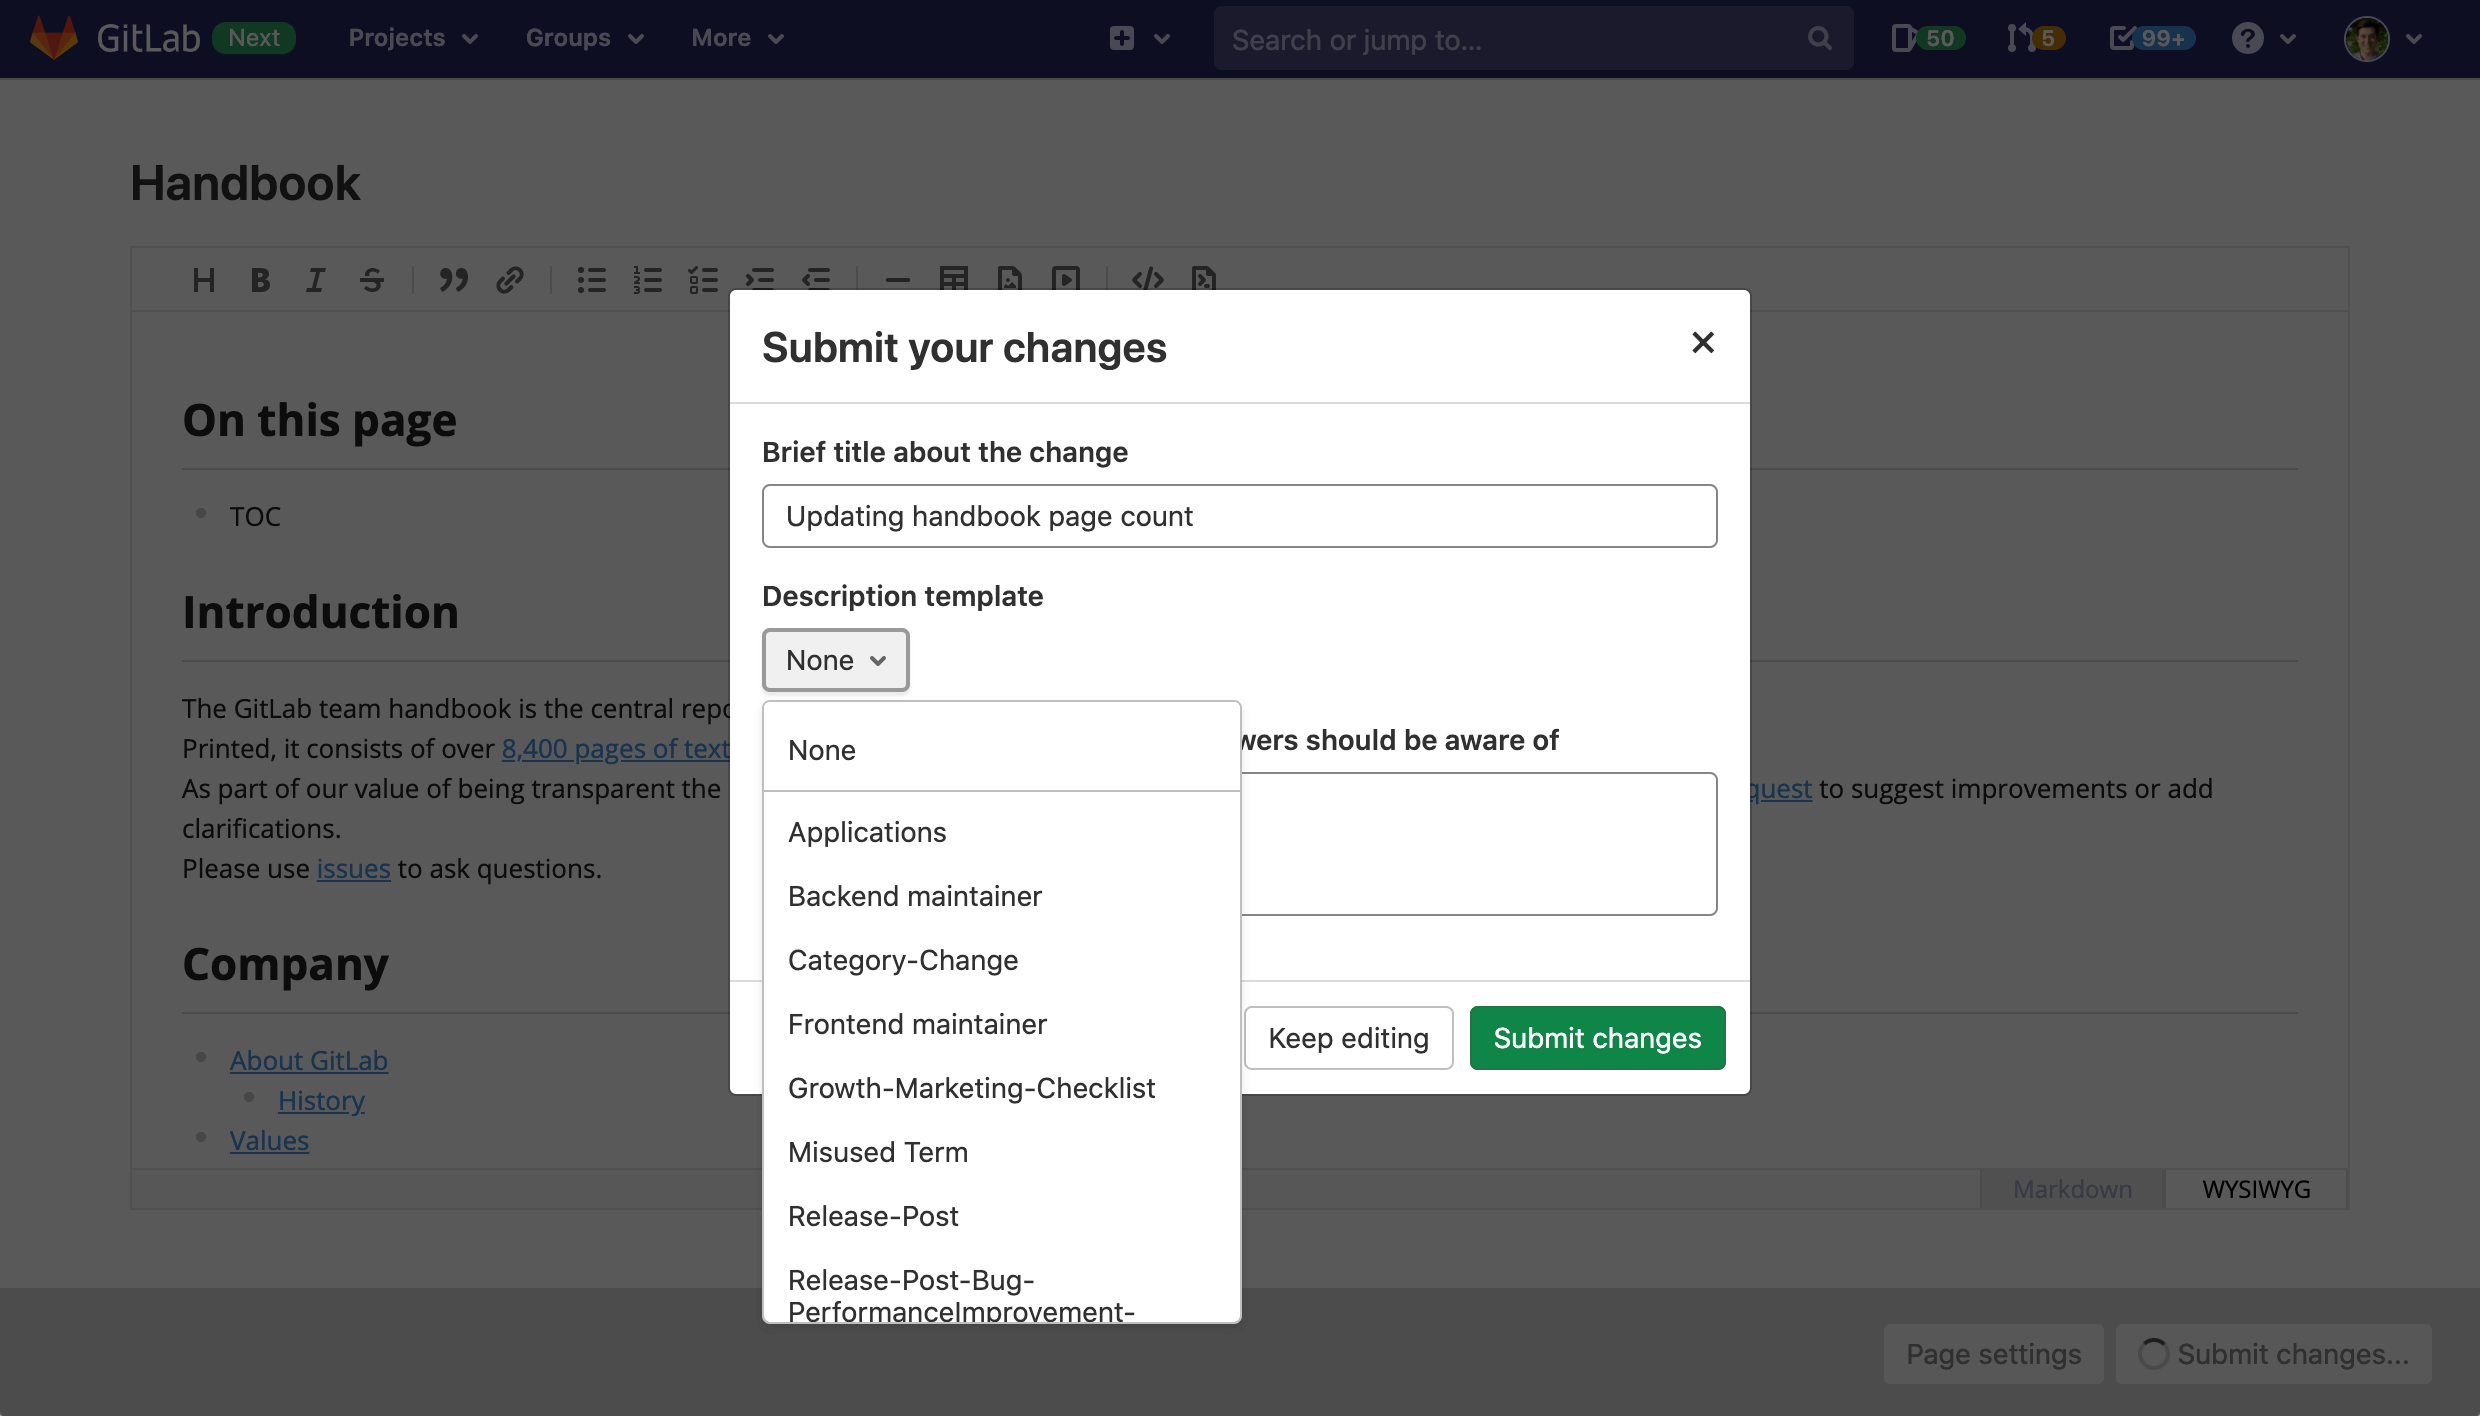 GitLab Next Projects Groups More Search or jump to... 50 5 99+
Handbook
Submit your changes
On this page
Brief title about the change
TOC
Updating handbook page count
Description template
Introduction
None
The GitLab team handbook is the central
Printed, it consists of over 8,400 pages of text
should be aware of
None
As part of our value of being transparent the
to suggest improvements or add
clarifications.
Please use issues to ask questions.
Applications
Backend maintainer
Category-Change
Frontend maintainer
Growth-Marketing-Checklist
Misused Term
Release-Post
Release-Post-Bug-
PerformanceImprovement-
Company
About GitLab
History
Values
Keep editing Submit changes
Markdown WYSIWYG
Page settings Submit changes...